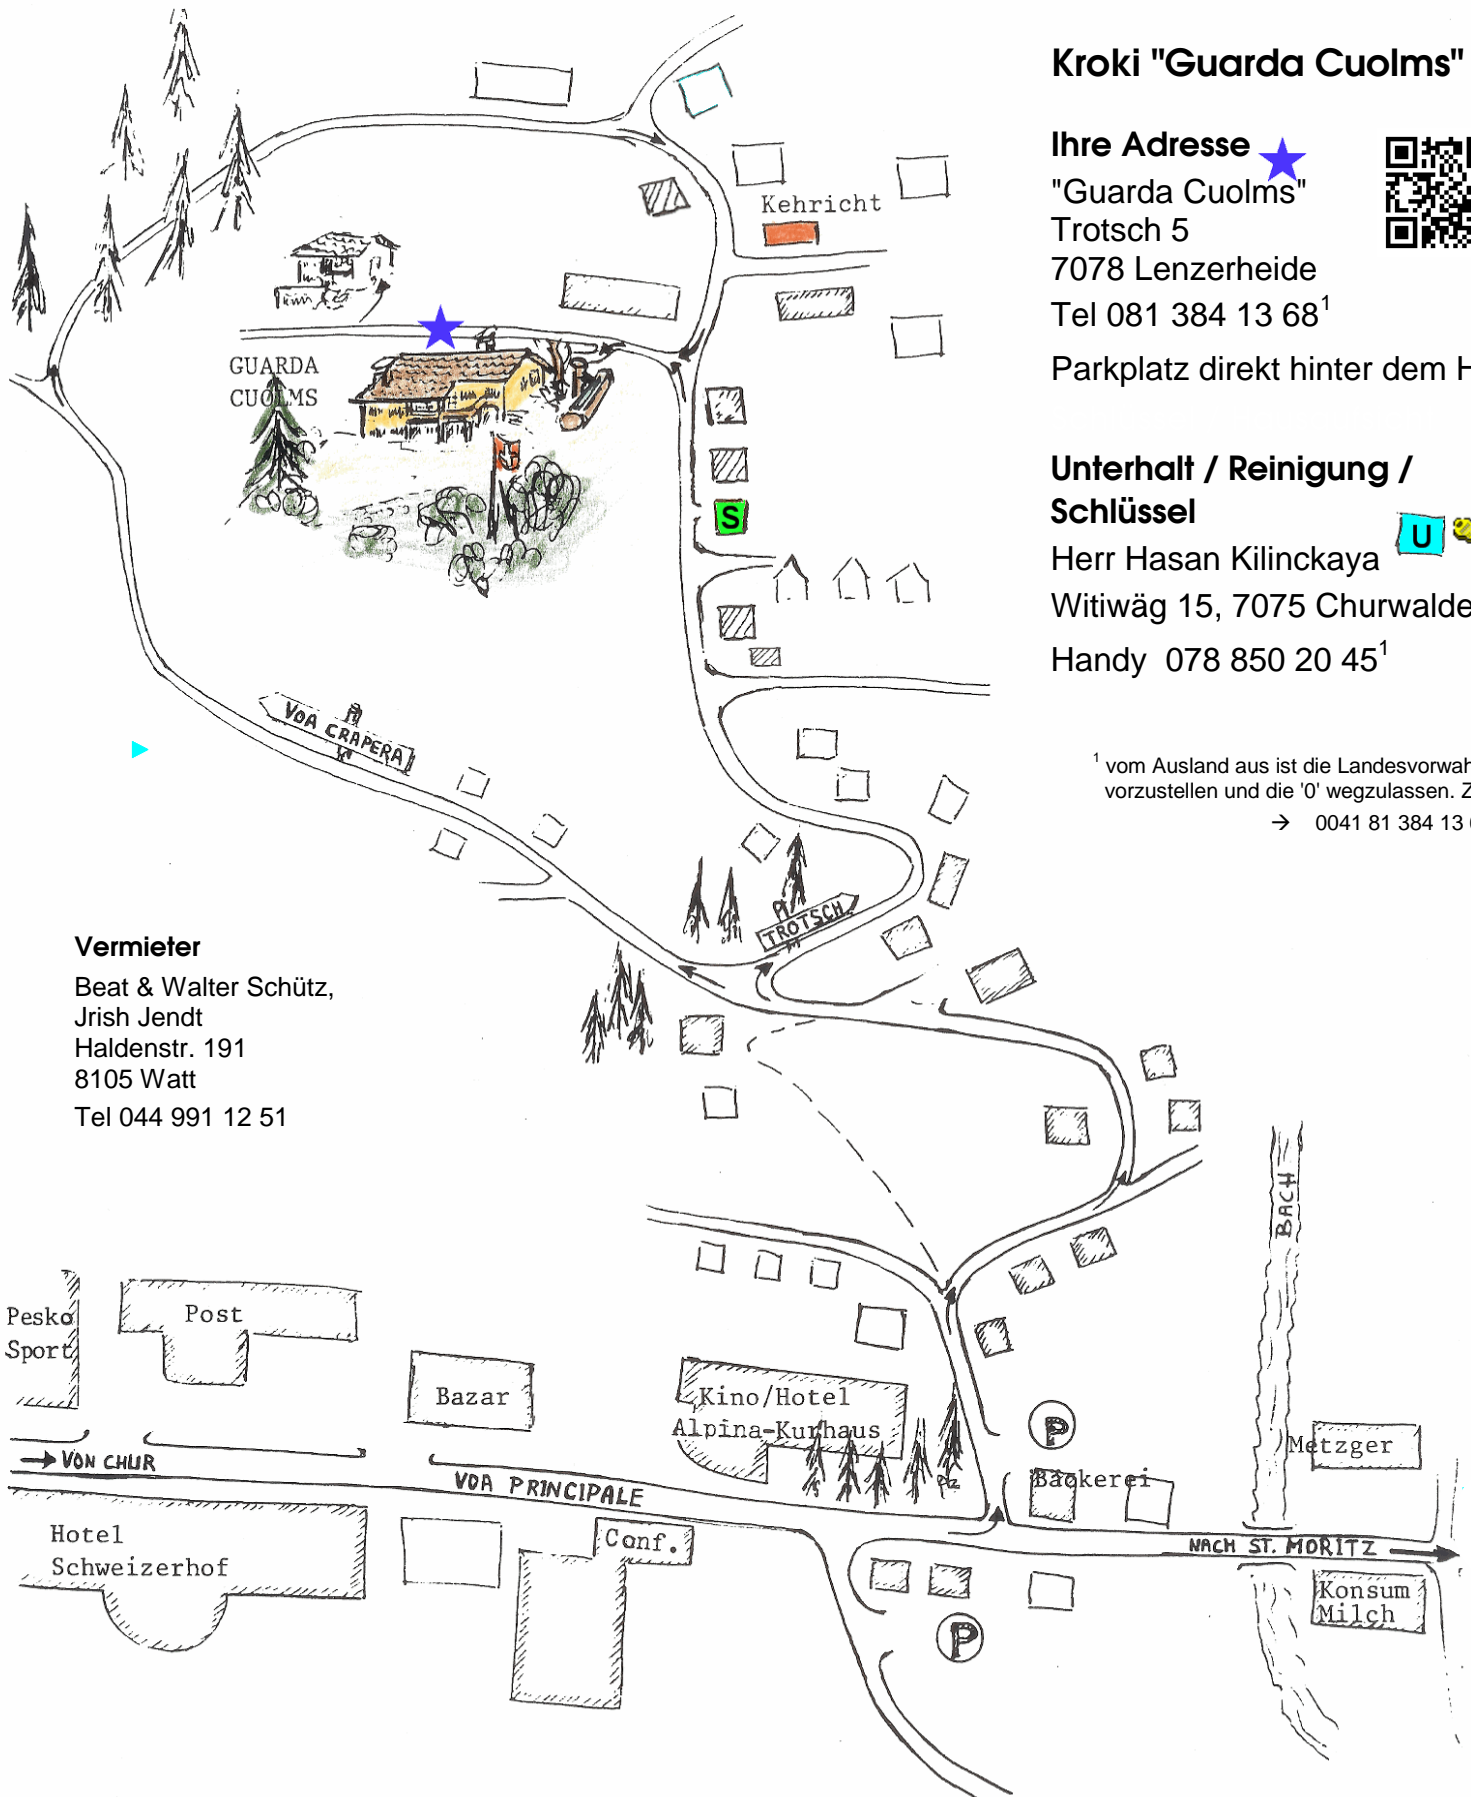 Kroki "Guarda Cuolms"
Ihre Adresse
"Guarda Cuolms"
Trotsch 5
7078 Lenzerheide
Tel 081 384 13 68¹
Parkplatz direkt hinter dem H
Unterhalt / Reinigung /
Schlüssel
U
Herr Hasan Kilinckaya
Witiwäg 15, 7075 Churwalde
Handy 078 850 20 45¹
¹ vom Ausland aus ist die Landesvorwah
vorzustellen und die '0' wegzulassen. Z
→ 0041 81 384 13
Kehricht
GUARDA
CUOLMS
S
VOA CRAPERA
TROTSCH
Vermieter
Beat & Walter Schütz,
Jrish Jendt
Haldenstr. 191
8105 Watt
Tel 044 991 12 51
BACH
Pesko
Sport
Post
Bazar
Kino/Hotel
Alpina-Kurhaus
P
Bäckerei
Metzger
→ VON CHUR
VOA PRINCIPALE
NACH ST. MORITZ →
Hotel
Schweizerhof
Conf.
Konsum
Milch
P